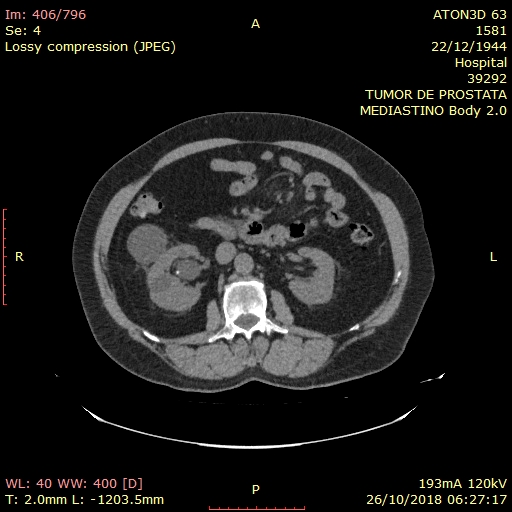 Im: 406/796
Se: 4
Lossy compression (JPEG)
A
ATON3D 63
1581
22/12/1944
Hospital
39292
TUMOR DE PROSTATA
MEDIASTINO Body 2.0
R
L
WL: 40 WW: 400 [D]
T: 2.0mm L: -1203.5mm
P
193mA 120kV
26/10/2018 06:27:17